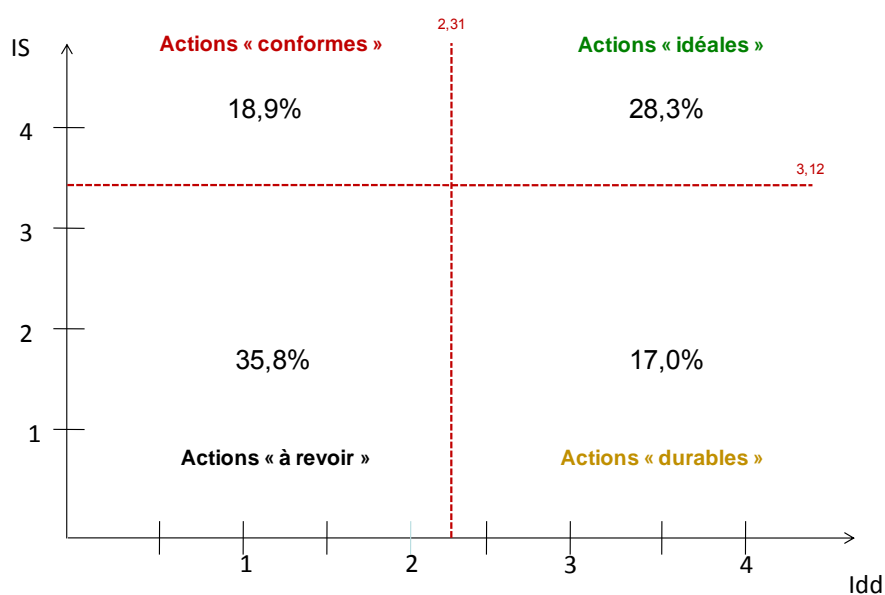 2,31
IS
Actions « conformes »
Actions « idéales »
18,9%
28,3%
4
3,12
3
2
35,8%
17,0%
1
Actions « à revoir »
Actions « durables »
1
2
3
4
Idd